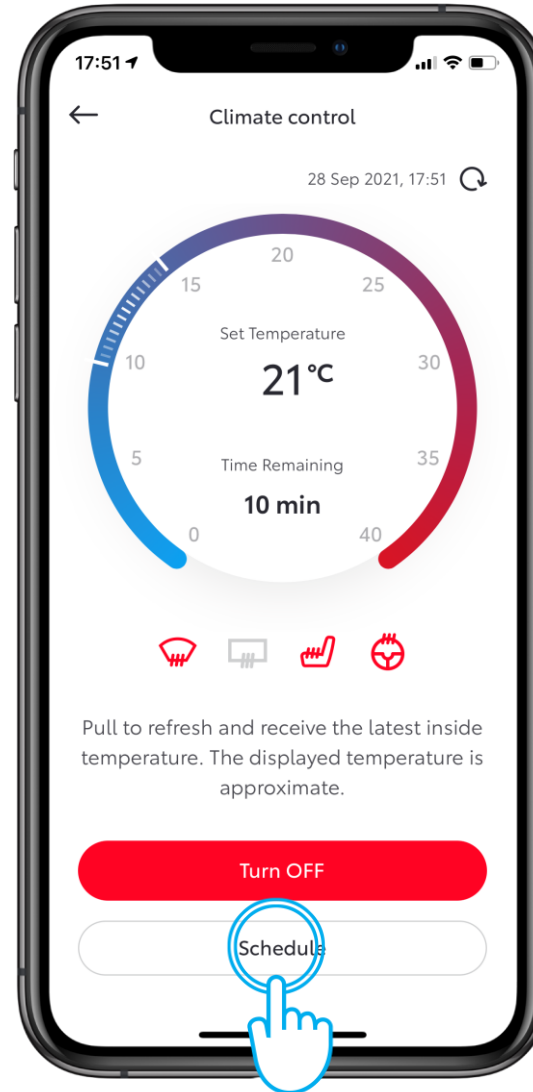 17:51
Climate control
28 Sep 2021, 17:51
20
15
25
Set Temperature
10
21°C
30
5
Time Remaining
35
10 min
0
40
Pull to refresh and receive the latest inside
temperature. The displayed temperature is
approximate.
Turn OFF
Schedule